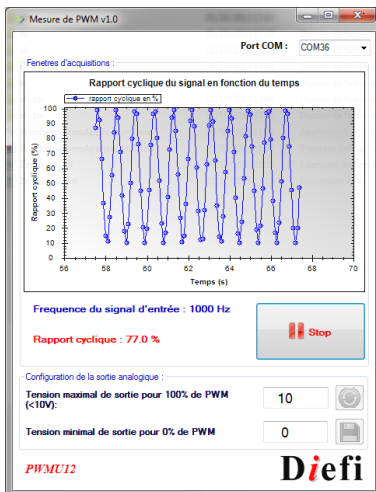 Mesure de PWM v1.0
Port COM : COM36
Fenetres d'acquisitions :
Rapport cyclique du signal en fonction du temps
rapport cyclique en %
Rapport cyclique (%)
100
90
80
70
60
50
40
30
20
10
0
56 58 60 62 64 66 68 70
Temps (s)
Frequence du signal d'entrée : 1000 Hz
Rapport cyclique : 77.0 %
Stop
Configuration de la sortie analogique :
Tension maximal de sortie pour 100% de PWM
(<10V): 10
Tension minimal de sortie pour 0% de PWM 0
PWMU12
Diefi